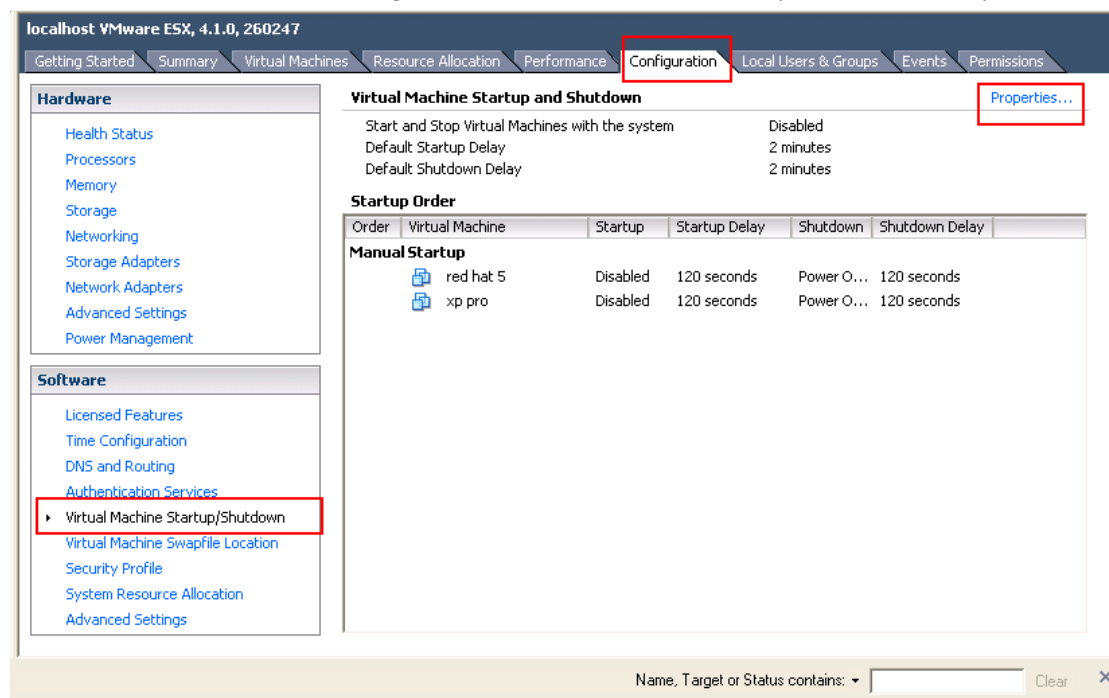 localhost VMware ESX, 4.1.0, 260247
Getting Started Summary Virtual Machines Resource Allocation Performance Configuration Local Users & Groups Events Permissions
Hardware
Health Status
Processors
Memory
Storage
Networking
Storage Adapters
Network Adapters
Advanced Settings
Power Management
Software
Licensed Features
Time Configuration
DNS and Routing
Authentication Services
Virtual Machine Startup/Shutdown
Virtual Machine Swapfile Location
Security Profile
System Resource Allocation
Advanced Settings
Virtual Machine Startup and Shutdown Properties...
Start and Stop Virtual Machines with the system Disabled
Default Startup Delay 2 minutes
Default Shutdown Delay 2 minutes
Startup Order
Order Virtual Machine Startup Startup Delay Shutdown Shutdown Delay
Manual Startup
red hat 5 Disabled 120 seconds Power O... 120 seconds
xp pro Disabled 120 seconds Power O... 120 seconds
Name, Target or Status contains: Clear